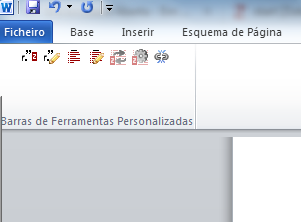 Ficheiro Base Inserir Esquema de Página
Barras de Ferramentas Personalizadas